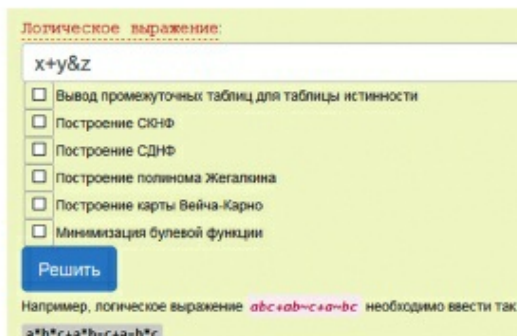 Логическое выражение:
x+y&z
Вывод промежуточных таблиц для таблицы истинности
Построение СКНФ
Построение СДНФ
Построение полинома Жегалкина
Построение карты Вейча-Карно
Минимизация булевой функции
Решить
Например, логическое выражение abc+ab~c+a~bc необходимо ввести так
a*b*c+a*b~c+a~b*c